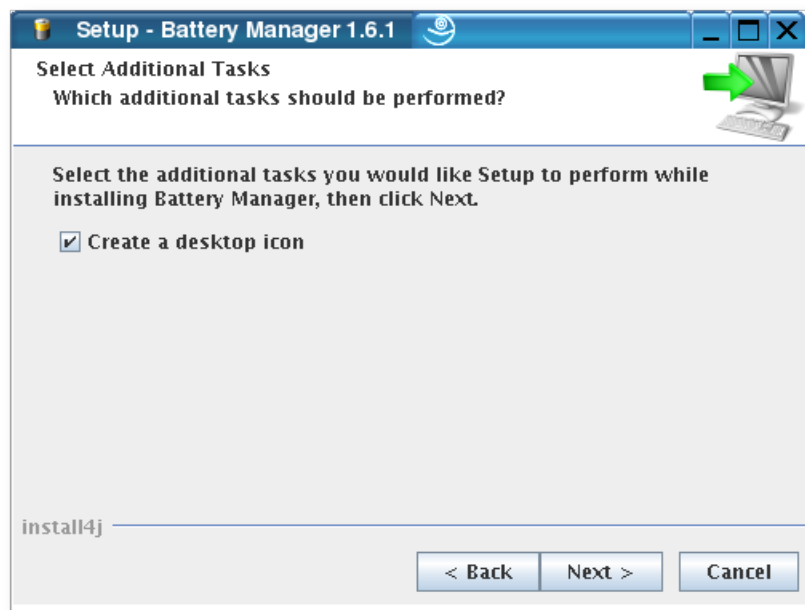 Setup - Battery Manager 1.6.1
Select Additional Tasks
Which additional tasks should be performed?
Select the additional tasks you would like Setup to perform while
installing Battery Manager, then click Next.
Create a desktop icon
install4j
< Back Next > Cancel